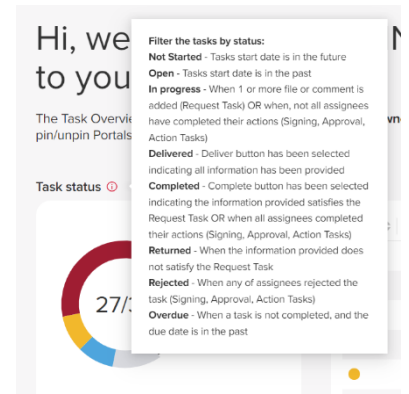 Hi, we
to you
The Task Overvie
pin/unpin Portals
Task status
27/
Filter the tasks by status:
Not Started - Tasks start date is in the future
Open - Tasks start date is in the past
In progress - When 1 or more file or comment is
added (Request Task) OR when, not all assignees
have completed their actions (Signing, Approval,
Action Tasks)
Delivered - Deliver button has been selected
indicating all information has been provided
Completed - Complete button has been selected
indicating the information provided satisfies the
Request Task OR when all assignees completed
their actions (Signing, Approval, Action Tasks)
Returned - When the information provided does
not satisfy the Request Task
Rejected - When any of assignees rejected the
task (Signing, Approval, Action Tasks)
Overdue - When a task is not completed, and the
due date is in the past